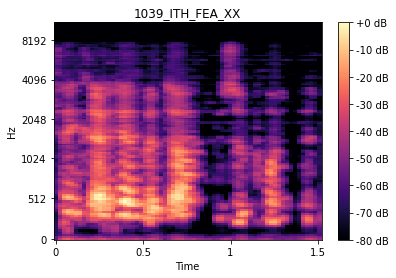 1039_ITH_FEA_XX
+0 dB
8192
-10 dB
4096
-20 dB
-30 dB
2048
-40 dB
Hz
1024
-50 dB
512
-60 dB
-70 dB
0
-80 dB
0
0.5
1
1.5
Time